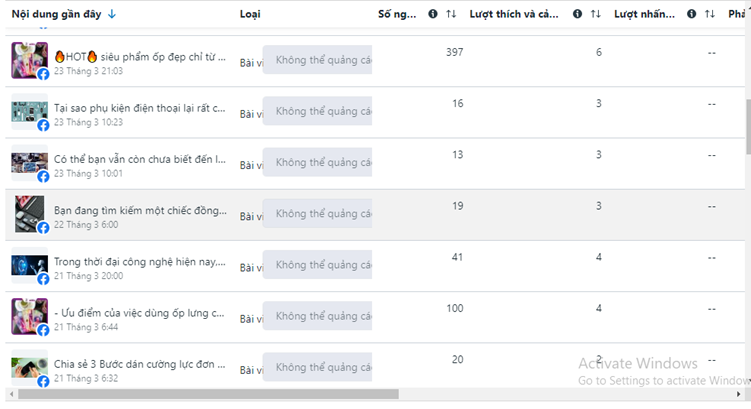 Nội dung gần đây ↓ Loại Số ng... Lượt thích và cả... Lượt nhấn... Phả
🔥HOT🔥 siêu phẩm ốp đẹp chỉ từ ...
23 Tháng 3 21:03
Bài vi Không thể quảng cáo 397 6 --
Tại sao phụ kiện điện thoại lại rất c...
23 Tháng 3 10:23
Bài vi Không thể quảng cáo 16 3 --
Có thể bạn vẫn còn chưa biết đến l...
23 Tháng 3 10:01
Bài vi Không thể quảng cáo 13 3 --
Bạn đang tìm kiếm một chiếc đồng...
22 Tháng 3 6:00
Bài vi Không thể quảng cáo 19 3 --
Trong thời đại công nghệ hiện nay,...
21 Tháng 3 20:00
Bài vi Không thể quảng cáo 41 4 --
- Ưu điểm của việc dùng ốp lưng c...
21 Tháng 3 6:44
Bài vi Không thể quảng cáo 100 4 --
Chia sẻ 3 Bước dán cường lực đơn ...
21 Tháng 3 6:32
Bài vi Không thể quảng cáo 20 2 --
Activate Windows
Go to Settings to activate Window